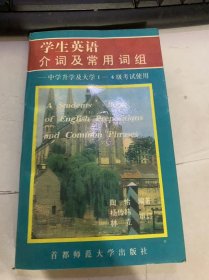 学生英语
介词及常用词组
—中学升学及大学1—4级考试使用
A Students' Book
of English Prepositions
and Common Phrases
首都师范大学出版社